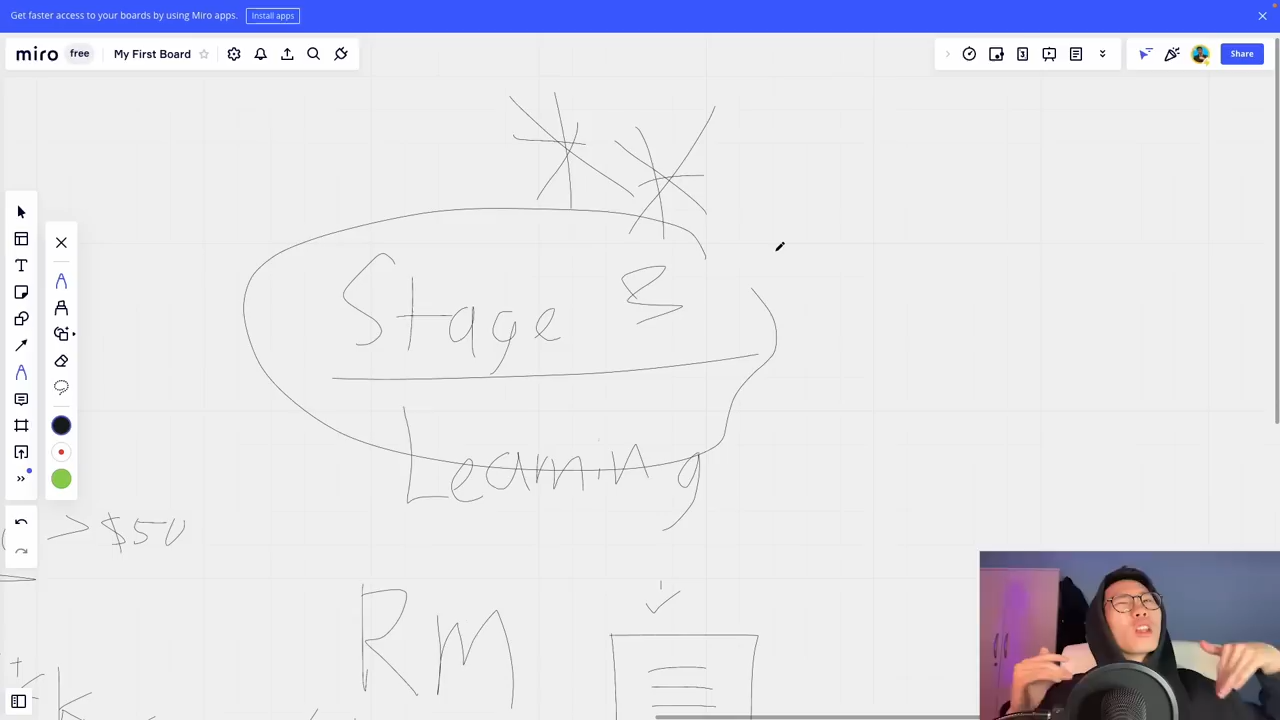 Get faster access to your boards by using Miro apps. Install apps
miro free My First Board
3
Share
Stage 3
Learning
> $50
RM